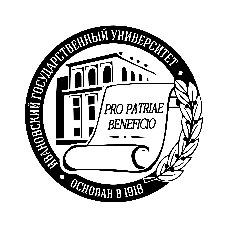 ИВАНОВСКИЙ ГОСУДАРСТВЕННЫЙ УНИВЕРСИТЕТ
PRO PATRIAE
BENEFICIO
ОСНОВАН В 1918